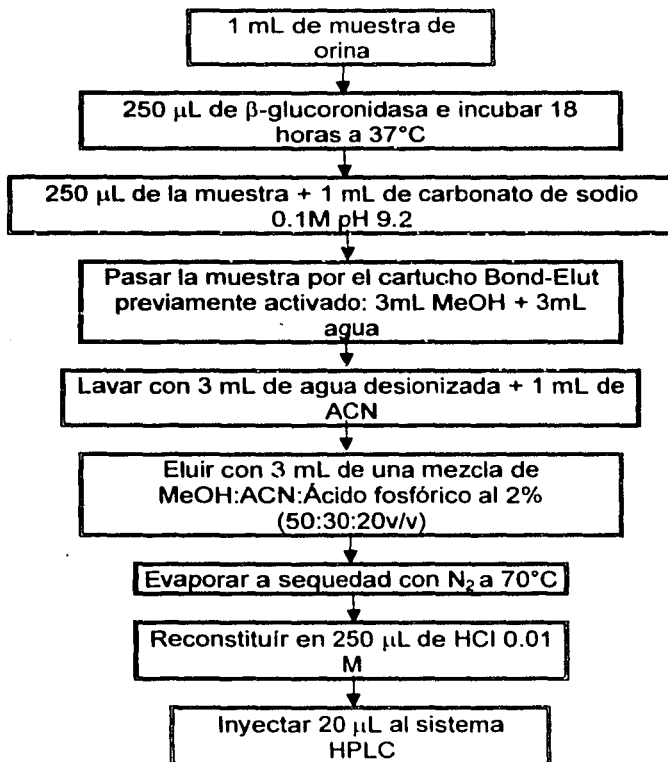 1 mL de muestra de
orina
250 μL de β-glucoronidasa e incubar 18
horas a 37°C
250 μL de la muestra + 1 mL de carbonato de sodio
0.1M pH 9.2
Pasar la muestra por el cartucho Bond-Elut
previamente activado: 3mL MeOH + 3mL
agua
Lavar con 3 mL de agua desionizada + 1 mL de
ACN
Eluir con 3 mL de una mezcla de
MeOH:ACN:Ácido fosfórico al 2%
(50:30:20v/v)
Evaporar a sequedad con N₂ a 70°C
Reconstituír en 250 μL de HCl 0.01
M
Inyectar 20 μL al sistema
HPLC